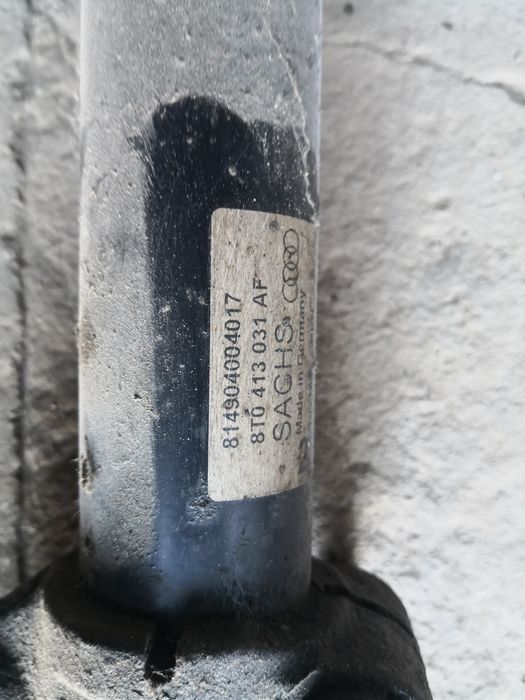 814904004017
8T0 413 031 AF
SACHS
Made in Germany